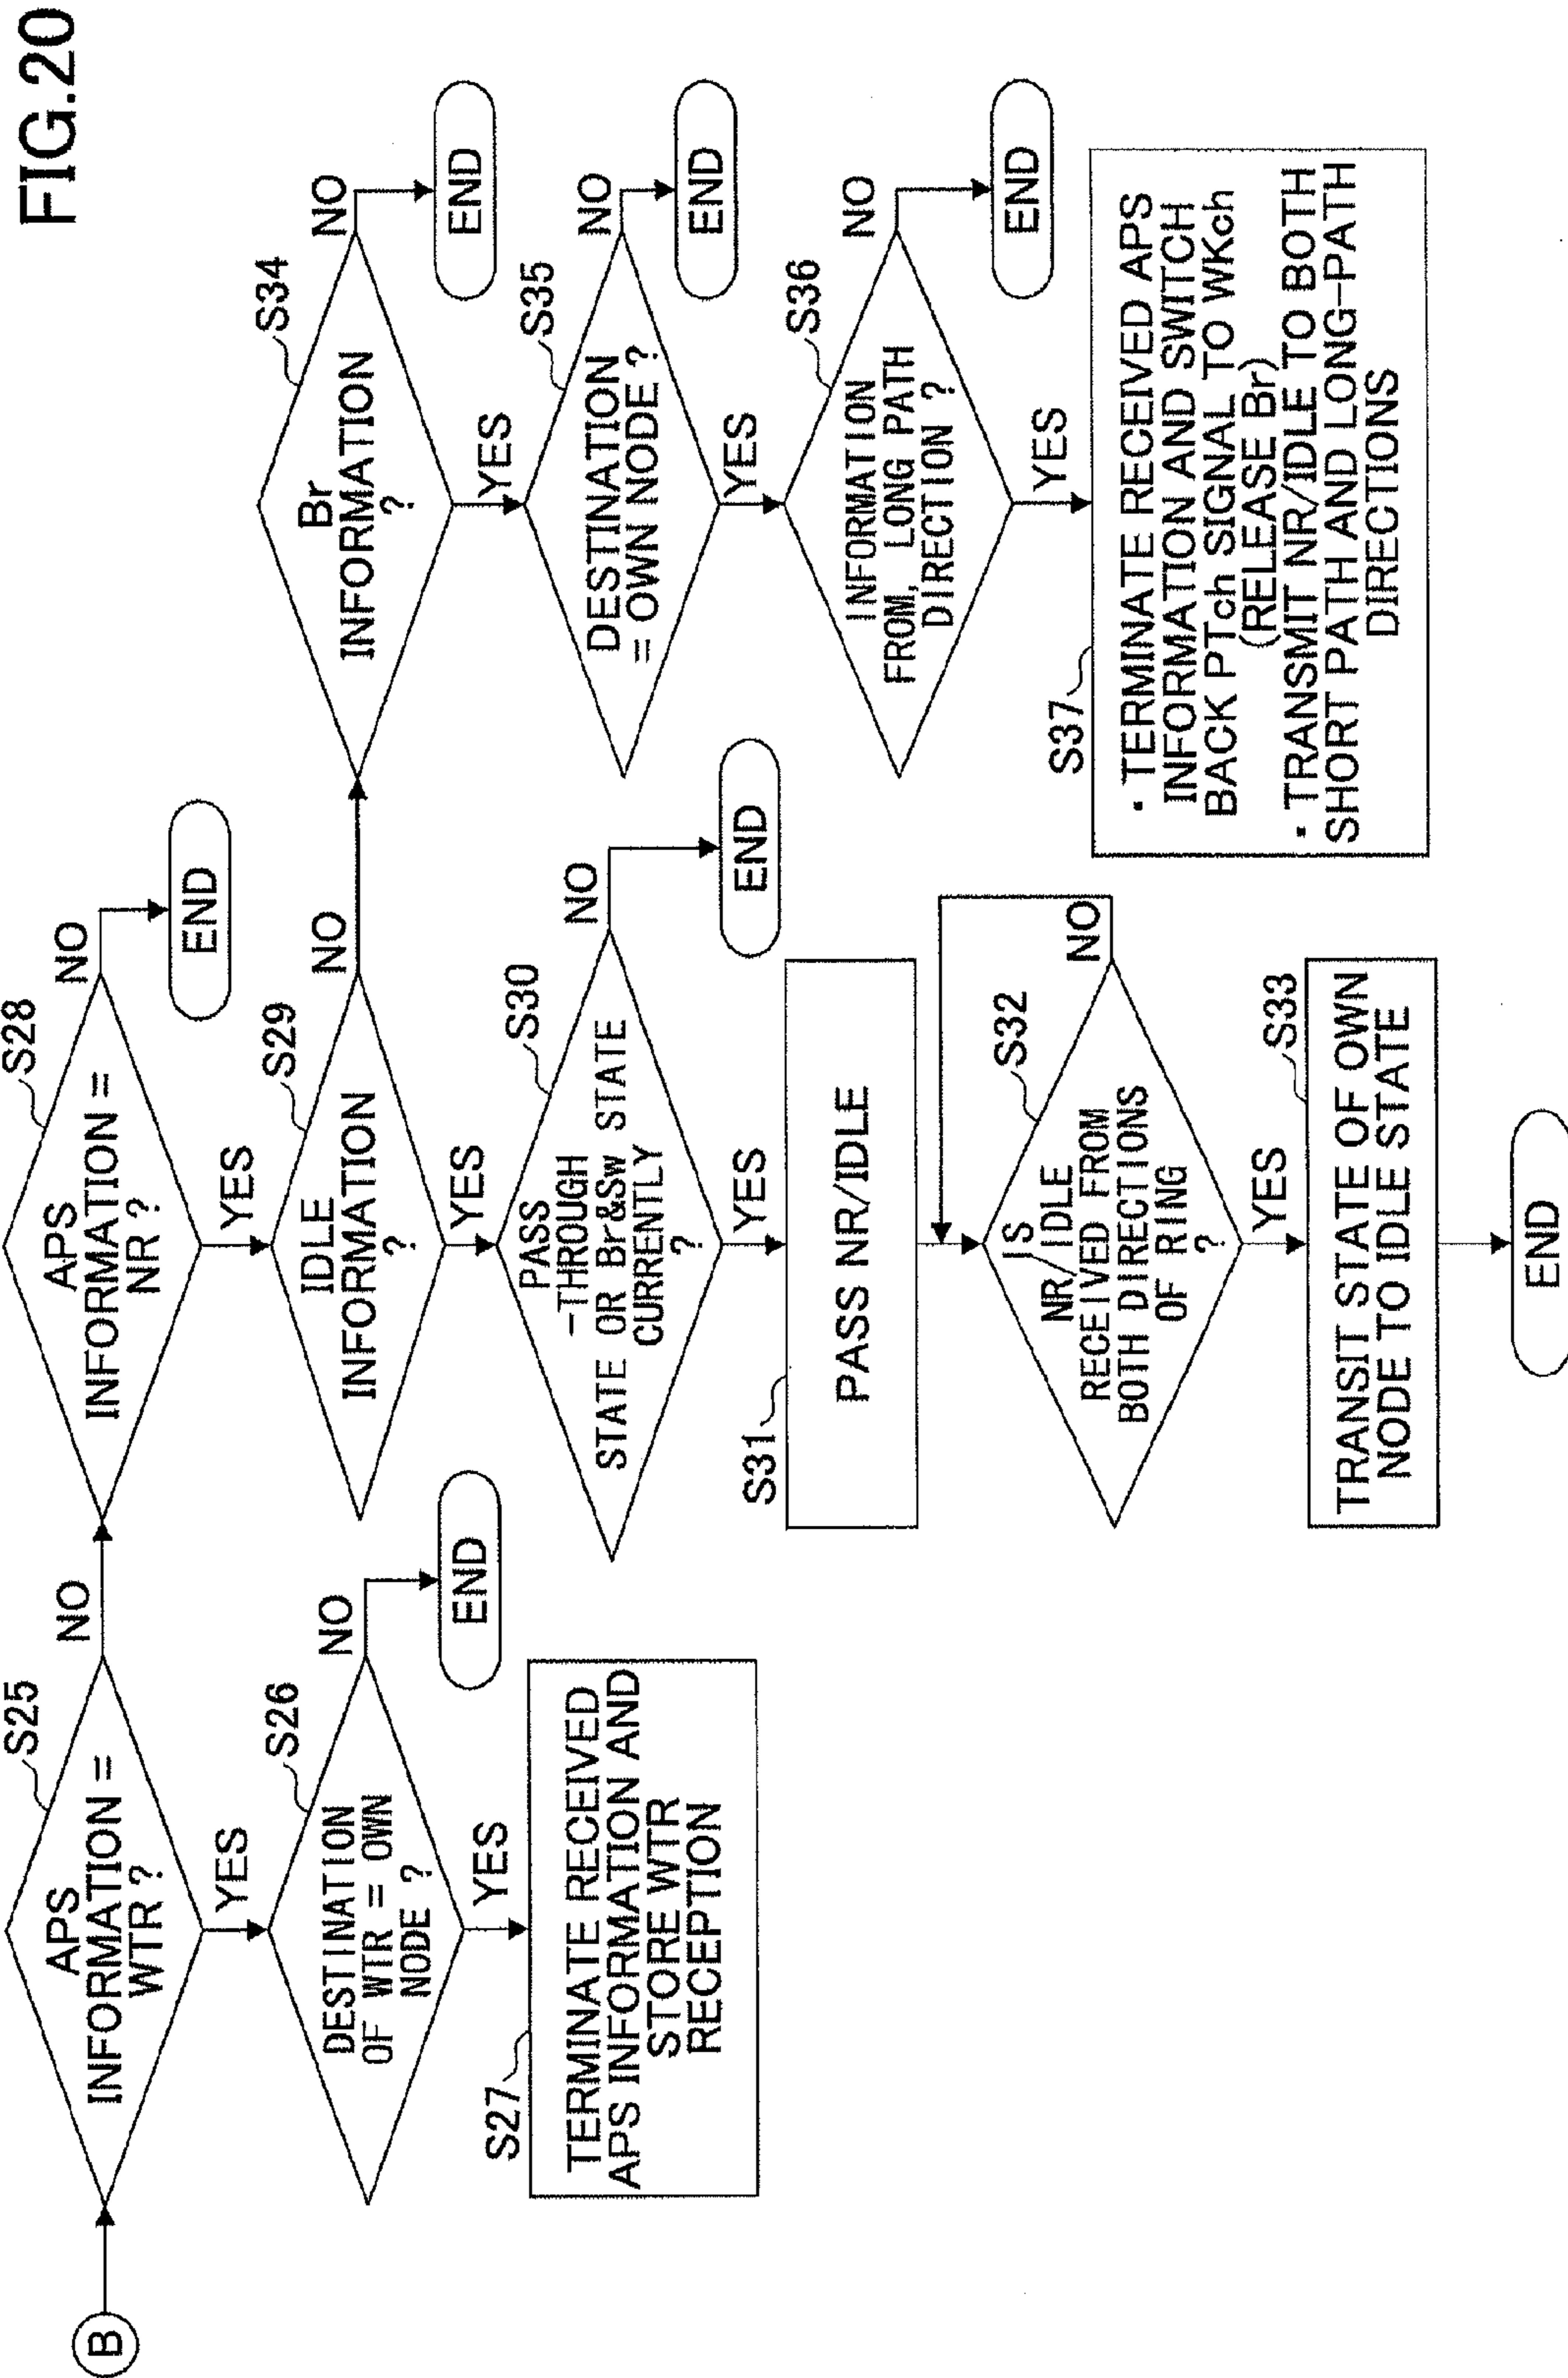 FIG.20
B
S25
APS
INFORMATION =
WTR ?
NO
YES
S26
DESTINATION
OF WTR = OWN
NODE ?
NO
END
YES
S27
TERMINATE RECEIVED
APS INFORMATION AND
STORE WTR
RECEPTION
S28
APS
INFORMATION =
NR ?
NO
END
YES
S29
IDLE
INFORMATION
?
NO
YES
S30
PASS
-THROUGH
STATE OR Br&Sw STATE
CURRENTLY
?
NO
END
YES
S31
PASS NR/IDLE
S32
IS
NR/IDLE
RECEIVED FROM
BOTH DIRECTIONS
OF RING
?
NO
YES
S33
TRANSIT STATE OF OWN
NODE TO IDLE STATE
END
S34
Br
INFORMATION
?
NO
END
YES
S35
DESTINATION
= OWN NODE ?
NO
END
YES
S36
INFORMATION
FROM, LONG PATH
DIRECTION ?
NO
END
YES
S37
· TERMINATE RECEIVED APS
INFORMATION AND SWITCH
BACK PTch SIGNAL TO WKch
(RELEASE Br)
· TRANSMIT NR/IDLE TO BOTH
SHORT PATH AND LONG-PATH
DIRECTIONS